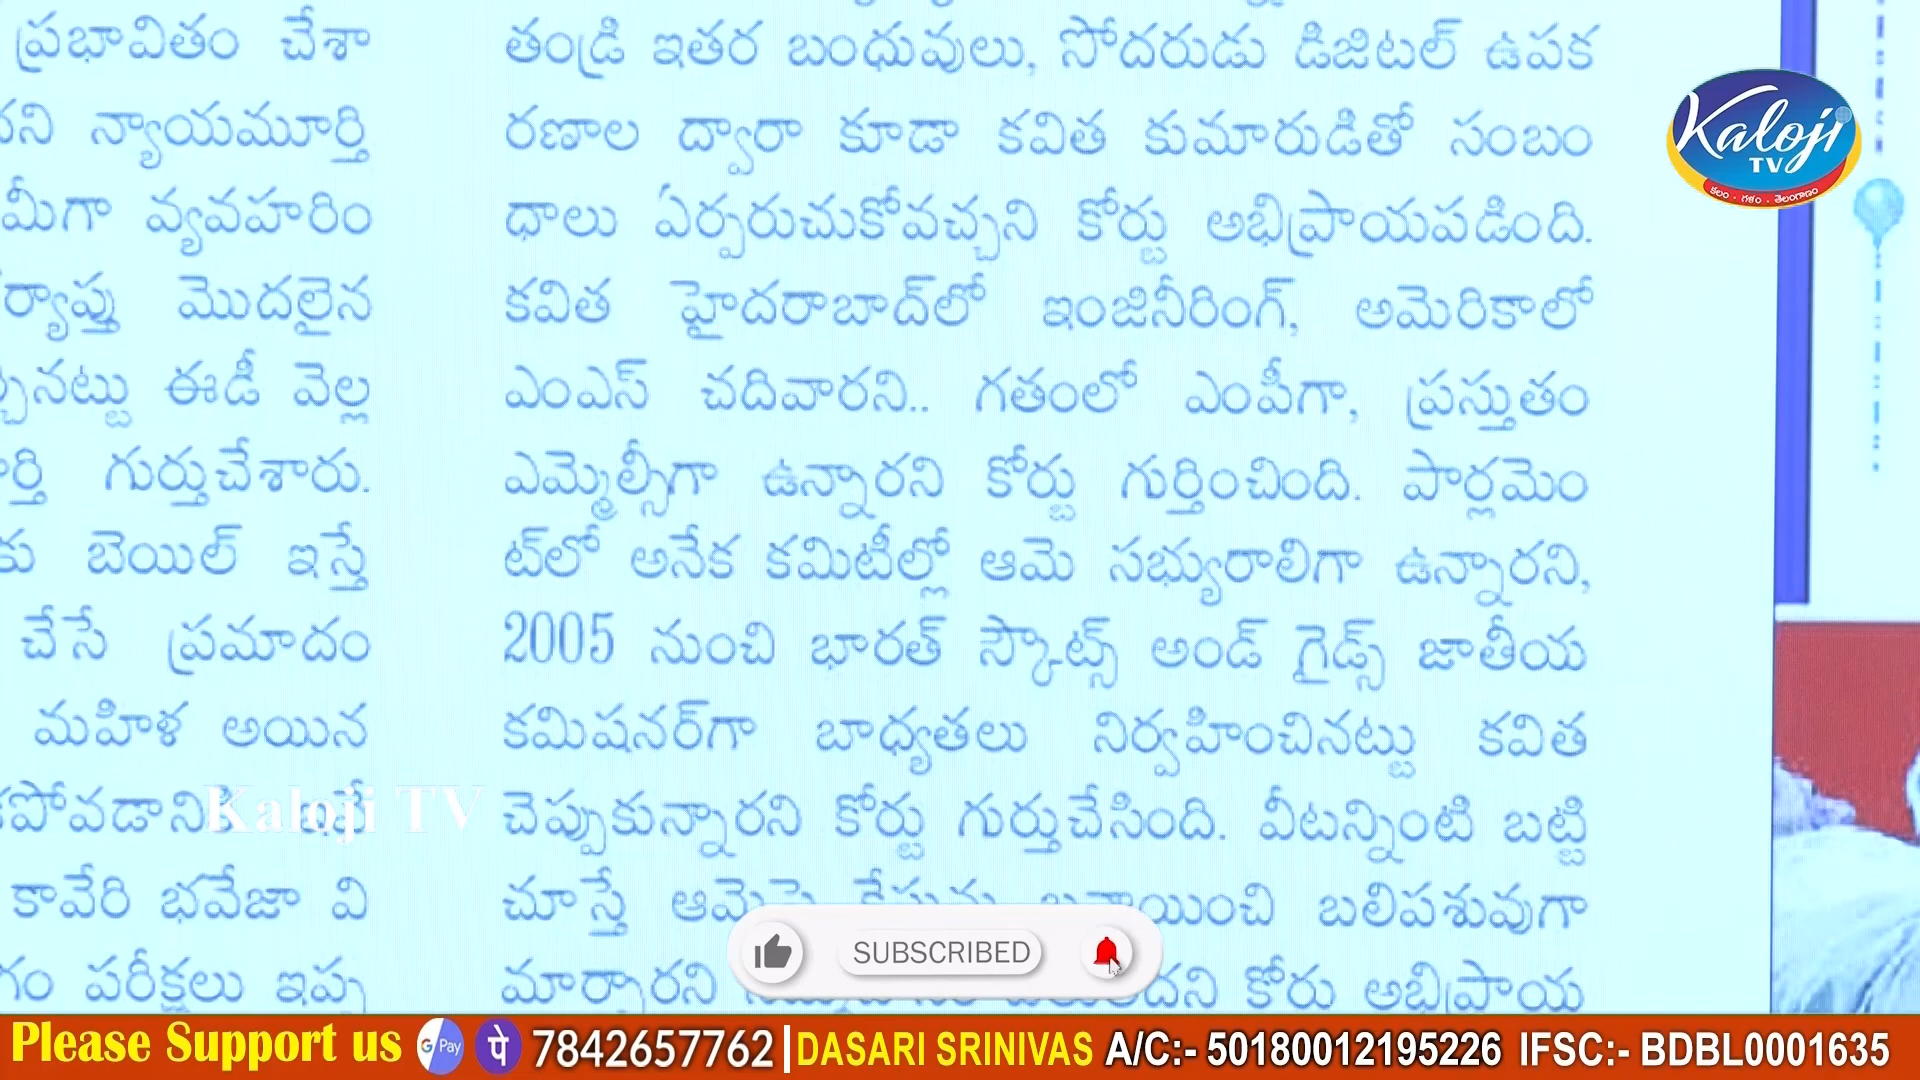 ప్రభావితం చేశా
న్యాయమూర్తి
మీగా వ్యవహరిం
ర్యాప్తు మొదలైన
చ్చినట్టు ఈడీ వెల్ల
ర్తి గుర్తుచేశారు.
కు బెయిల్ ఇస్తే
చేసే ప్రమాదం
మహిళ అయిన
కావేరి భవేజా వి
గం పరీక్షలు ఇప్ప
తండ్రి ఇతర బంధువులు, సోదరుడు డిజిటల్ ఉపక
రణాల ద్వారా కూడా కవిత కుమారుడితో సంబం
ధాలు ఏర్పరుచుకోవచ్చని కోర్టు అభిప్రాయపడింది.
కవిత హైదరాబాద్‌లో ఇంజినీరింగ్, అమెరికాలో
ఎంఎస్ చదివారని.. గతంలో ఎంపీగా, ప్రస్తుతం
ఎమ్మెల్సీగా ఉన్నారని కోర్టు గుర్తించింది. పార్లమెం
ట్‌లో అనేక కమిటీల్లో ఆమె సభ్యురాలిగా ఉన్నారని,
2005 నుంచి భారత్ స్కౌట్స్ అండ్ గైడ్స్ జాతీయ
కమిషనర్‌గా బాధ్యతలు నిర్వహించినట్టు కవిత
చెప్పుకున్నారని కోర్టు గుర్తుచేసింది. వీటన్నింటి బట్టి
చూస్తే ఆమెపై బలిపశువుగా
మార్చారని అభిప్రాయ
Kaloji
TV
కలం - గళం - తెలంగాణం
Kaloji TV
SUBSCRIBED
Please Support us G Pay पे 7842657762 | DASARI SRINIVAS A/C:- 50180012195226 IFSC:- BDBL0001635